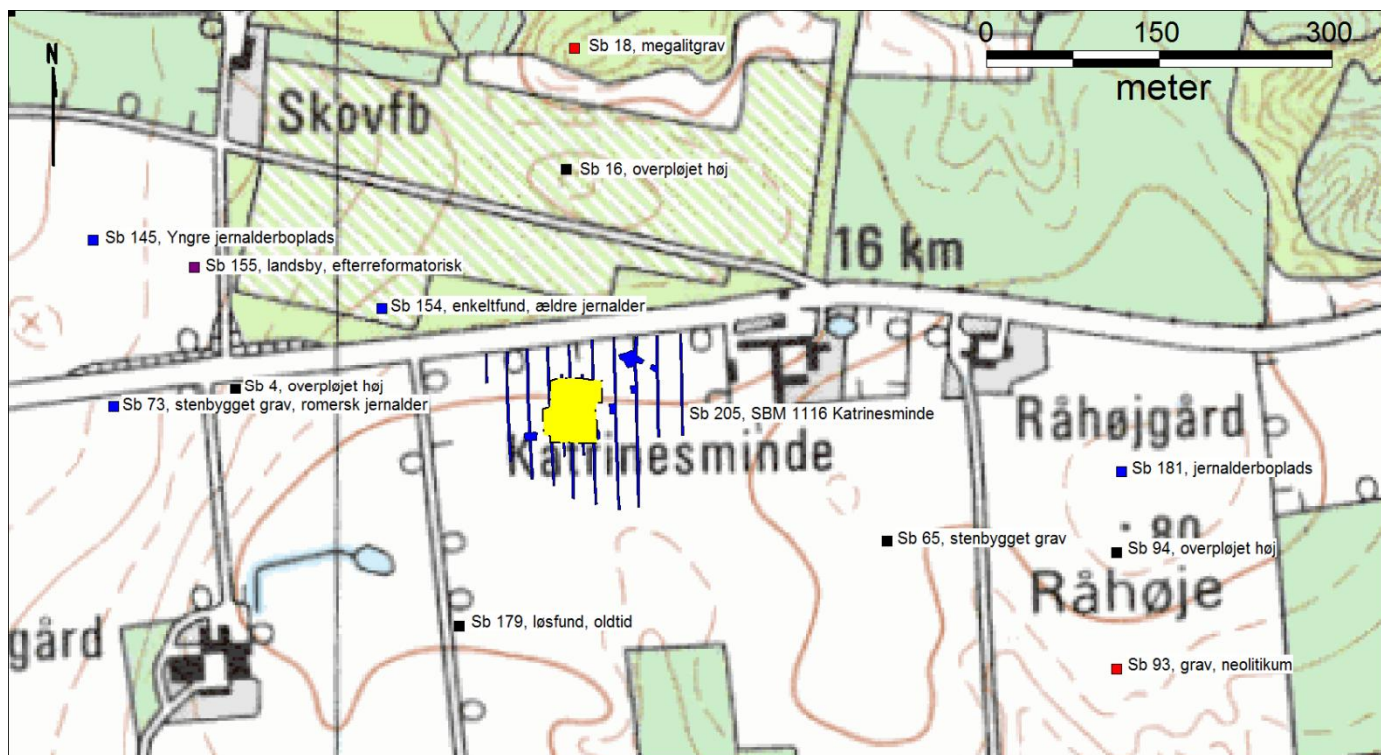 0 150 300
meter
N
Sb 18, megalitgrav
Skovfb
Sb 16, overpløjet høj
Sb 145, Yngre jernalderboplads
Sb 155, landsby, efterreformatorisk
16 km
Sb 154, enkeltfund, ældre jernalder
Sb 4, overpløjet høj
Sb 73, stenbygget grav, romersk jernalder
Sb 205, SBM 1116 Katrinesminde
Råhøjgård
Katrinesminde
Sb 181, jernalderboplads
80
Sb 65, stenbygget grav
Sb 94, overpløjet høj
Råhøje
Sb 179, løsfund, oldtid
gård
Sb 93, grav, neolitikum